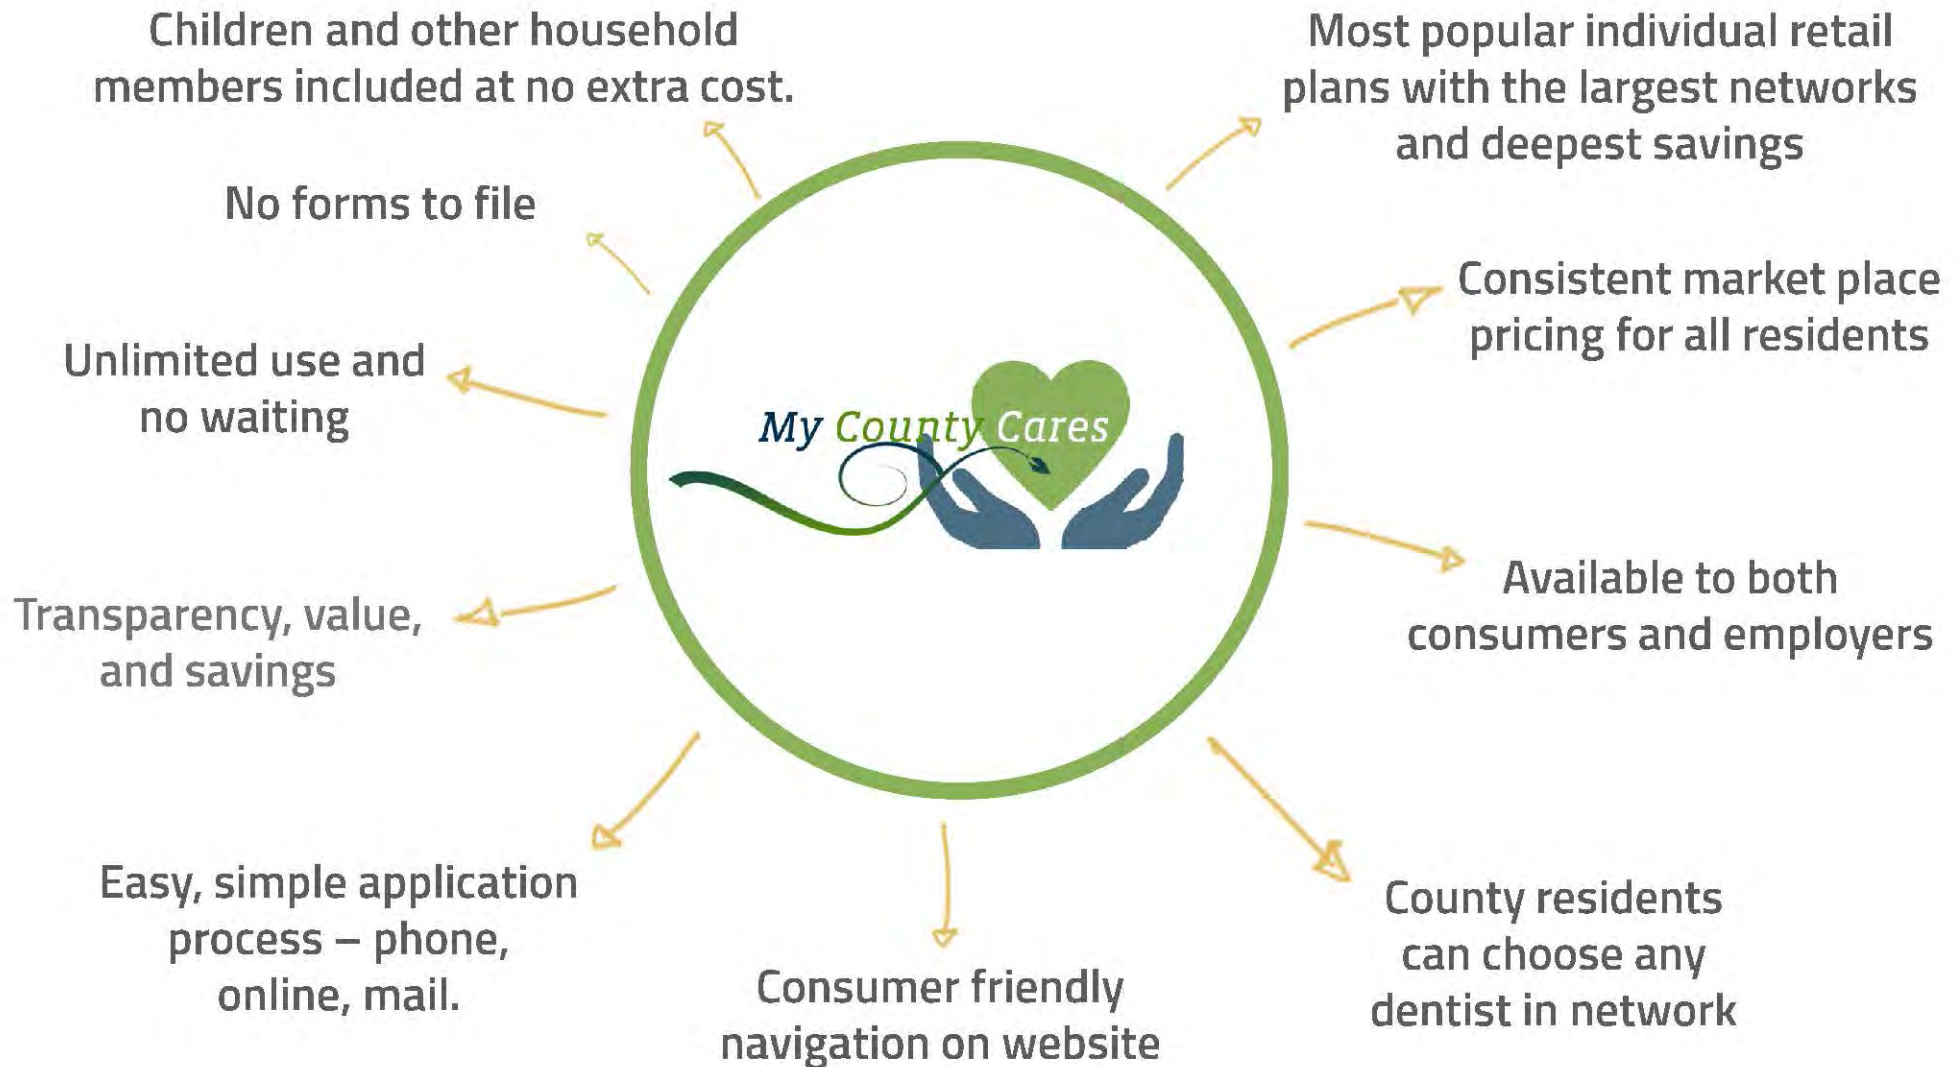 Children and other household
members included at no extra cost.
Most popular individual retail
plans with the largest networks
and deepest savings
No forms to file
Consistent market place
pricing for all residents
Unlimited use and
no waiting
My County Cares
Available to both
consumers and employers
Transparency, value,
and savings
Easy, simple application
process – phone,
online, mail.
County residents
can choose any
dentist in network
Consumer friendly
navigation on website